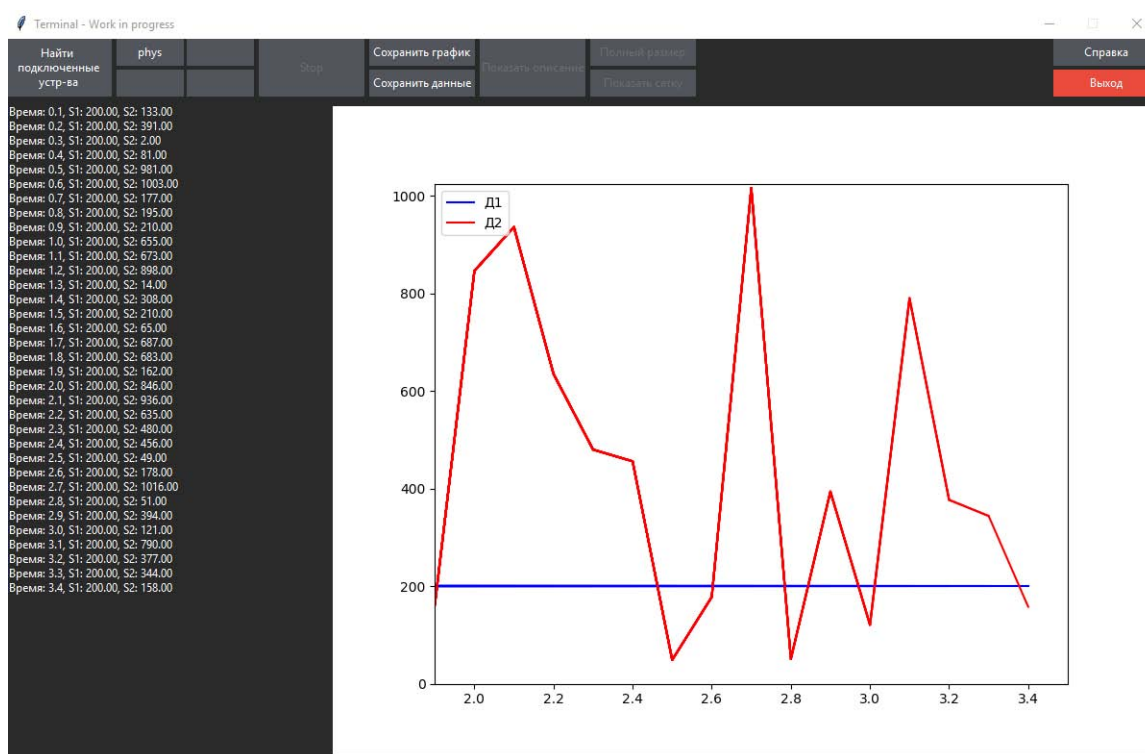 Terminal - Work in progress
Найти
подключенные
устр-ва
phys
Stop
Сохранить график
Сохранить данные
Показать описание
Полный размер
Показать сетку
Справка
Выход
Время: 0.1, S1: 200.00, S2: 133.00
Время: 0.2, S1: 200.00, S2: 391.00
Время: 0.3, S1: 200.00, S2: 2.00
Время: 0.4, S1: 200.00, S2: 81.00
Время: 0.5, S1: 200.00, S2: 981.00
Время: 0.6, S1: 200.00, S2: 1003.00
Время: 0.7, S1: 200.00, S2: 177.00
Время: 0.8, S1: 200.00, S2: 195.00
Время: 0.9, S1: 200.00, S2: 210.00
Время: 1.0, S1: 200.00, S2: 655.00
Время: 1.1, S1: 200.00, S2: 673.00
Время: 1.2, S1: 200.00, S2: 898.00
Время: 1.3, S1: 200.00, S2: 14.00
Время: 1.4, S1: 200.00, S2: 308.00
Время: 1.5, S1: 200.00, S2: 210.00
Время: 1.6, S1: 200.00, S2: 65.00
Время: 1.7, S1: 200.00, S2: 687.00
Время: 1.8, S1: 200.00, S2: 683.00
Время: 1.9, S1: 200.00, S2: 162.00
Время: 2.0, S1: 200.00, S2: 846.00
Время: 2.1, S1: 200.00, S2: 936.00
Время: 2.2, S1: 200.00, S2: 635.00
Время: 2.3, S1: 200.00, S2: 480.00
Время: 2.4, S1: 200.00, S2: 456.00
Время: 2.5, S1: 200.00, S2: 49.00
Время: 2.6, S1: 200.00, S2: 178.00
Время: 2.7, S1: 200.00, S2: 1016.00
Время: 2.8, S1: 200.00, S2: 51.00
Время: 2.9, S1: 200.00, S2: 394.00
Время: 3.0, S1: 200.00, S2: 121.00
Время: 3.1, S1: 200.00, S2: 790.00
Время: 3.2, S1: 200.00, S2: 377.00
Время: 3.3, S1: 200.00, S2: 344.00
Время: 3.4, S1: 200.00, S2: 158.00
Д1
Д2
1000
800
600
400
200
0
2.0 2.2 2.4 2.6 2.8 3.0 3.2 3.4